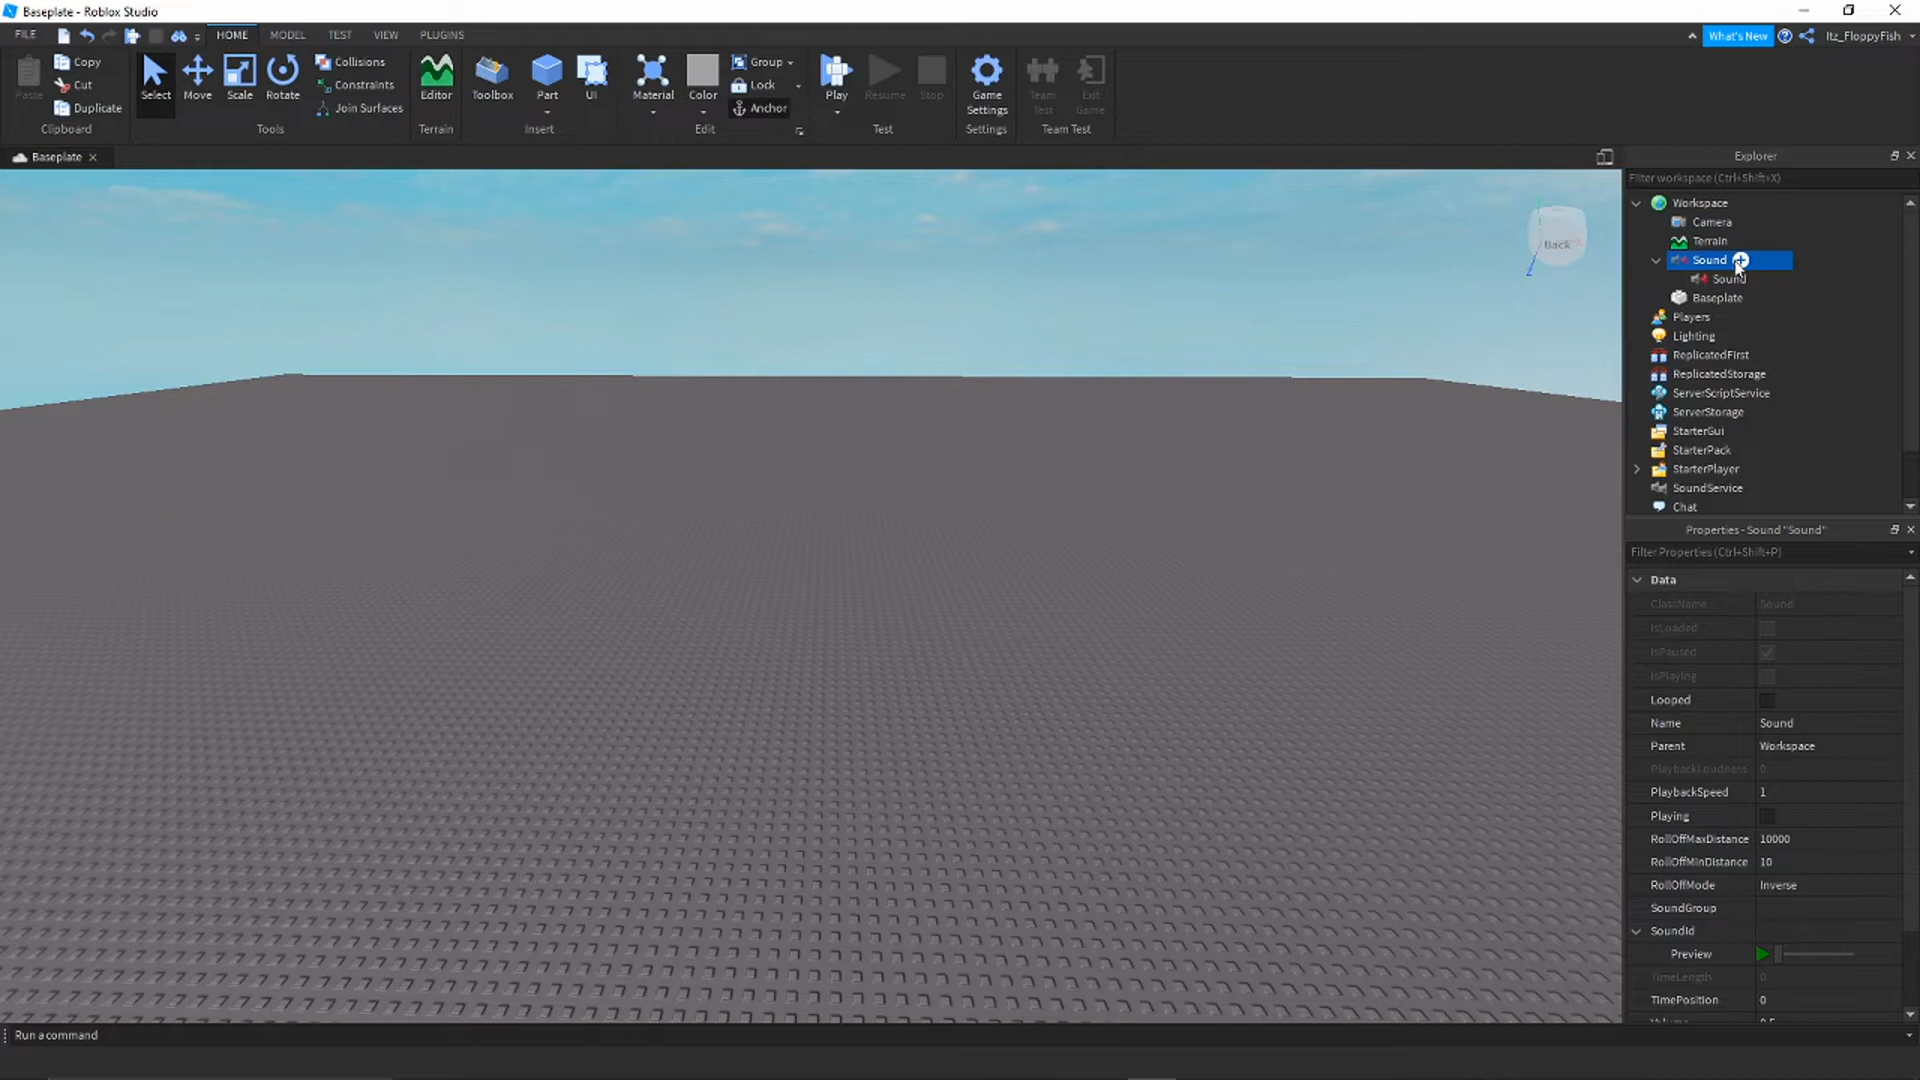 Baseplate - Roblox Studio
FILE HOME MODEL TEST VIEW PLUGINS What's New Itz_FloppyFish
Paste Copy Cut Duplicate Clipboard
Select Move Scale Rotate Collisions Constraints Join Surfaces Tools
Editor Terrain
Toolbox Part UI Insert
Material Color Group Lock Anchor Edit
Play Resume Stop Test
Game Settings Settings
Team Test Exit Game Team Test
Baseplate
Back
Explorer
Filter workspace (Ctrl+Shift+X)
Workspace
Camera
Terrain
Sound
Sound
Baseplate
Players
Lighting
ReplicatedFirst
ReplicatedStorage
ServerScriptService
ServerStorage
StarterGui
StarterPack
StarterPlayer
SoundService
Chat
Properties - Sound "Sound"
Filter Properties (Ctrl+Shift+P)
Data
ClassName Sound
IsLoaded
IsPaused
IsPlaying
Looped
Name Sound
Parent Workspace
PlaybackLoudness 0
PlaybackSpeed 1
Playing
RollOffMaxDistance 10000
RollOffMinDistance 10
RollOffMode Inverse
SoundGroup
SoundId
Preview
TimeLength 0
TimePosition 0
Run a command